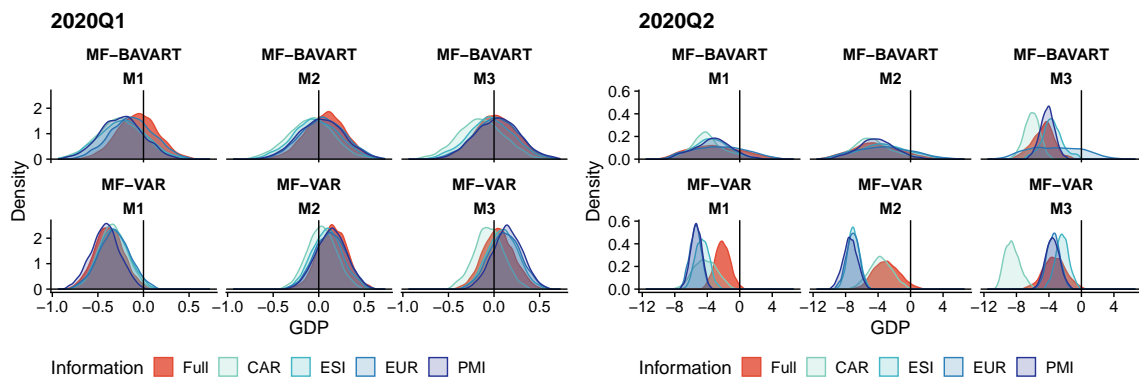 2020Q1
MF−BAVART MF−BAVART MF−BAVART
M1 M2 M3
2
1
0
MF−VAR MF−VAR MF−VAR
M1 M2 M3
2
1
0
Density
−1.0 −0.5 0.0 0.5 −1.0 −0.5 0.0 0.5 −1.0 −0.5 0.0 0.5
GDP
Information Full CAR ESI EUR PMI
2020Q2
MF−BAVART MF−BAVART MF−BAVART
M1 M2 M3
0.6
0.4
0.2
0.0
MF−VAR MF−VAR MF−VAR
M1 M2 M3
0.6
0.4
0.2
0.0
Density
−12 −8 −4 0 4 −12 −8 −4 0 4 −12 −8 −4 0 4
GDP
Information Full CAR ESI EUR PMI